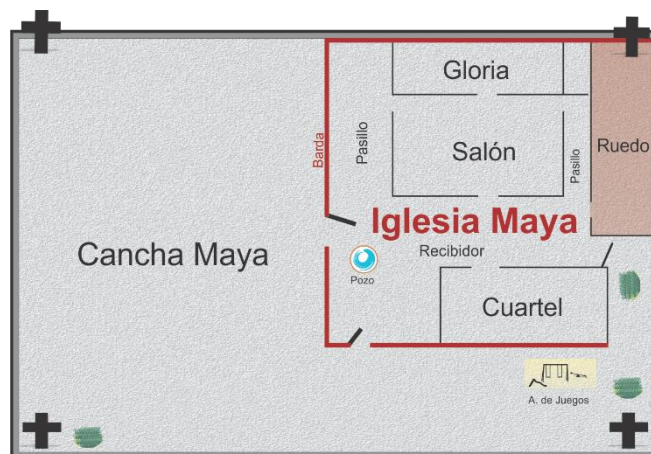 Gloria
Barda
Pasillo
Salón
Pasillo
Ruedo
Iglesia Maya
Cancha Maya
Recibidor
Pozo
Cuartel
A. de Juegos